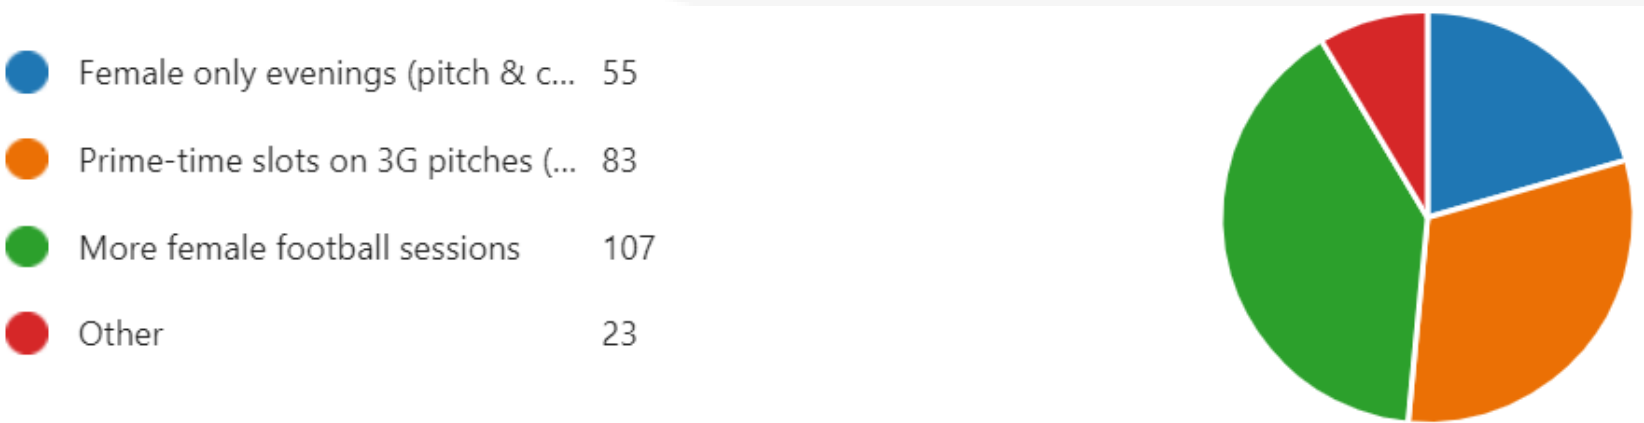 Female only evenings (pitch & c... 55
Prime-time slots on 3G pitches (... 83
More female football sessions 107
Other 23